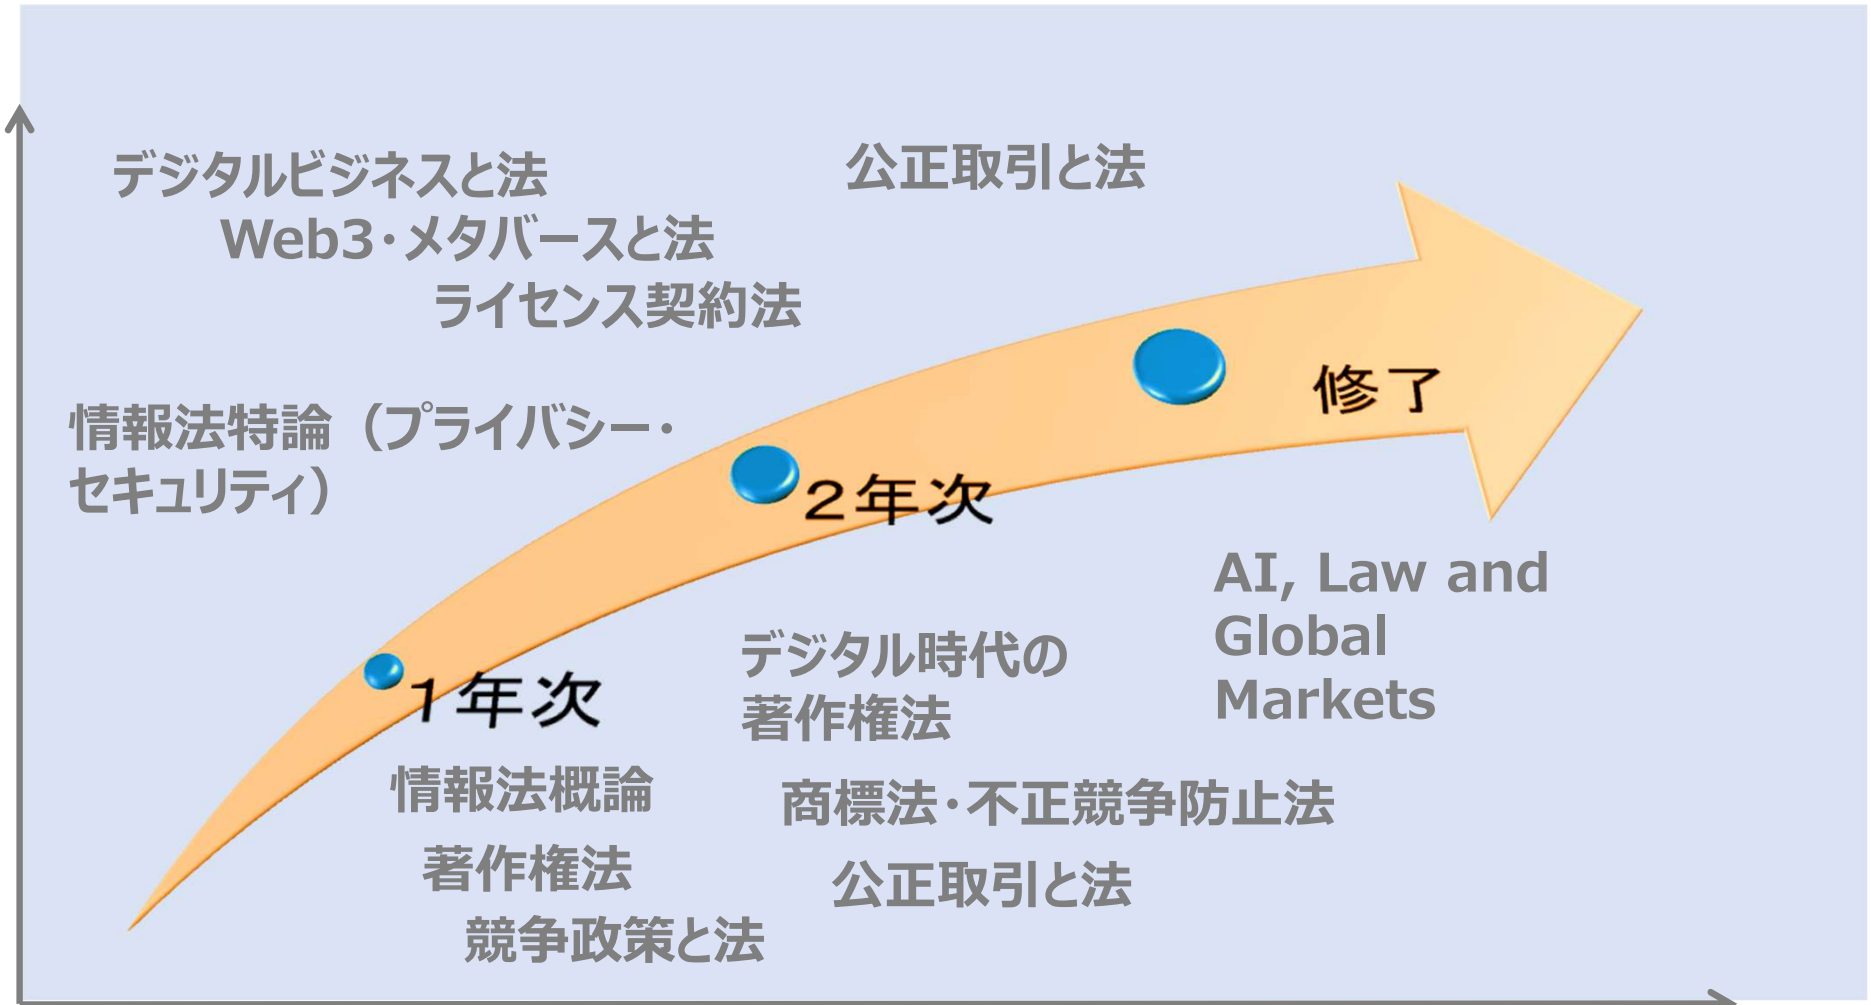 デジタルビジネスと法
Web3・メタバースと法
ライセンス契約法
公正取引と法
情報法特論（プライバシー・
セキュリティ）
修了
2年次
1年次
AI, Law and
Global
Markets
デジタル時代の
著作権法
情報法概論
商標法・不正競争防止法
著作権法
公正取引と法
競争政策と法